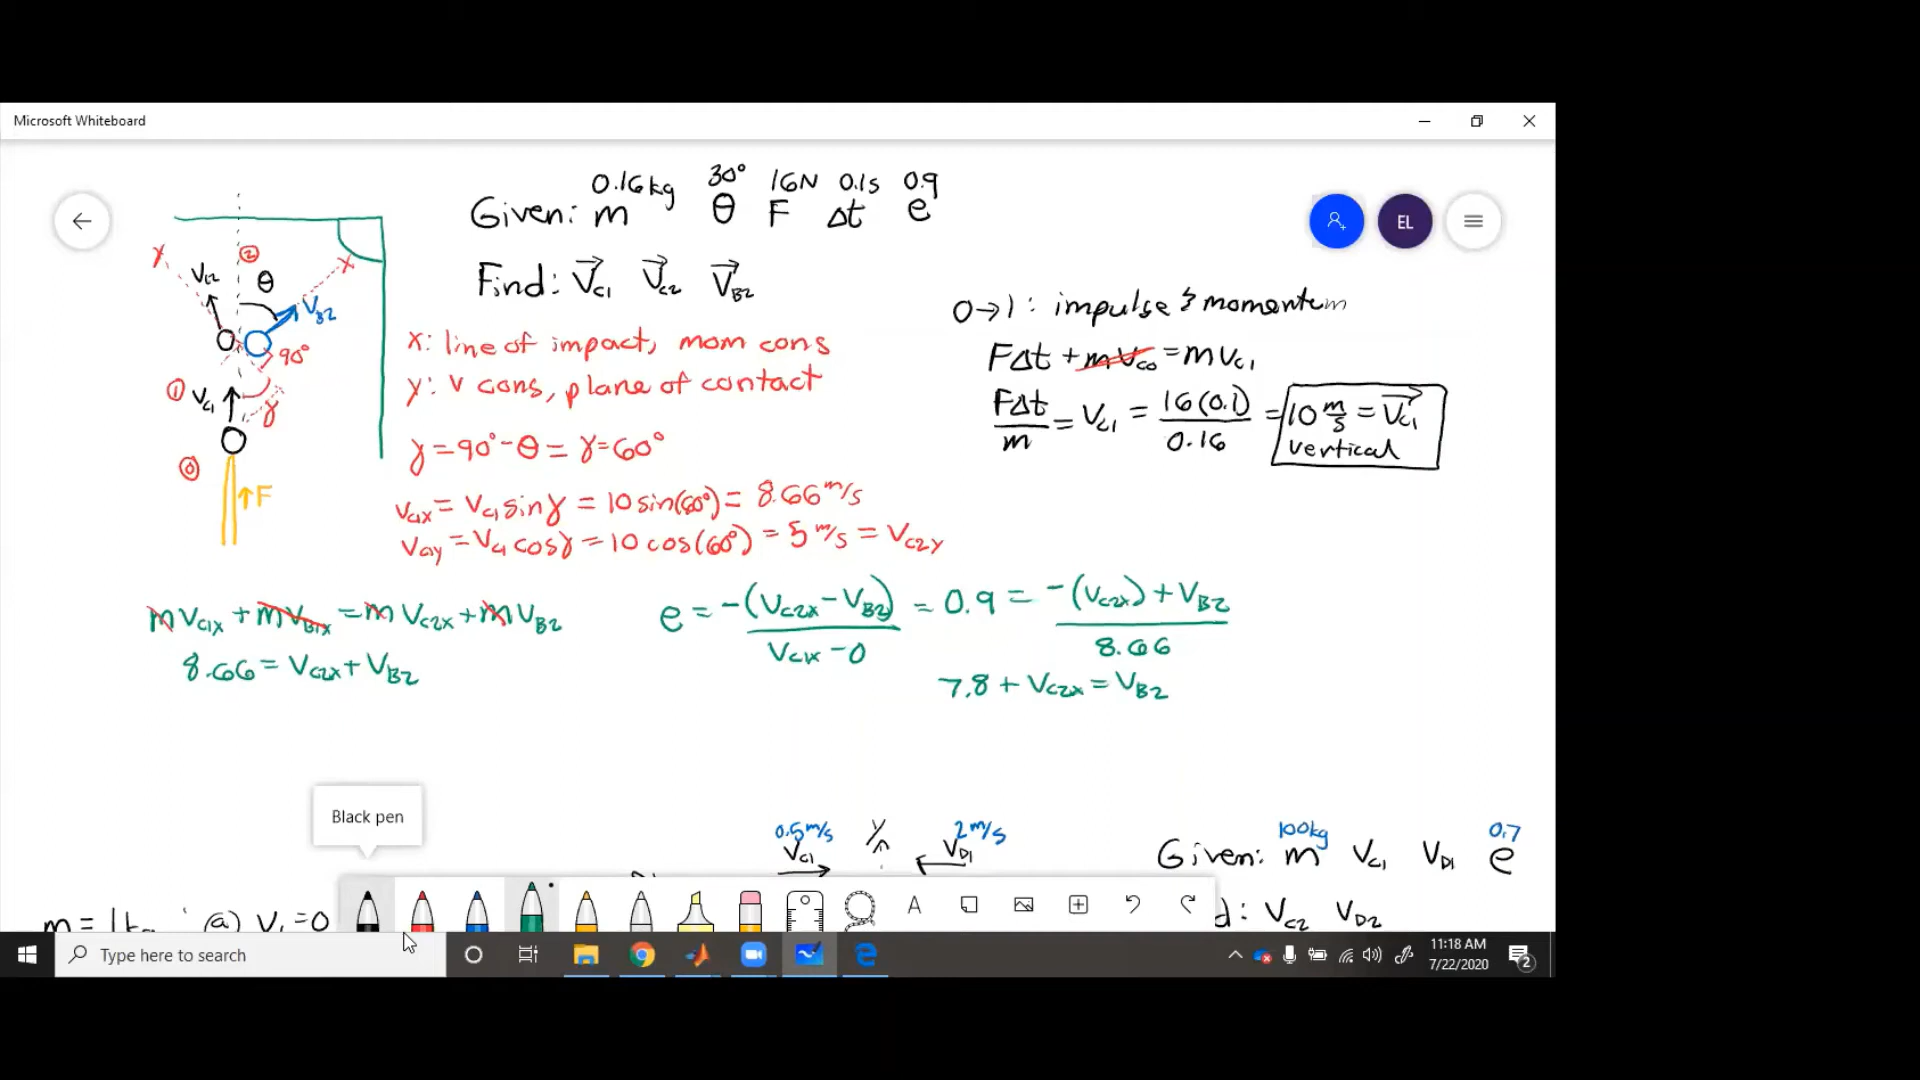 Microsoft Whiteboard
0.16kg 30° 16N 0.1s 0.9
Given: m θ F Δt e
EL
Find: V⃗C1 V⃗C2 V⃗B2
②
θ
x
VB2
90°
①
VC1
γ
⓪
↑F
x: line of impact, mom cons
y: v cons, plane of contact
γ=90°-θ= γ=60°
VC1x = VC1 sinγ = 10 sin(60°) = 8.66 m/s
VC1y = VC1 cosγ = 10 cos(60°) = 5 m/s = VC2y
0→1: impulse & momentum
FΔt + mVC0 = mVC1
FΔt/m = VC1 = 16(0.1)/0.16 = 10 m/s = V⃗C1
vertical
mVC1x + mVB1x = mVC2x + mVB2
8.66 = VC2x + VB2
e = -(VC2x - VB2)/(VC1x - 0) = 0.9 = (-(VC2x) + VB2)/8.66
7.8 + VC2x = VB2
Black pen
0.5 m/s 2 m/s
VC1 VD1
100kg 0.7
Given: m VC1 VD1 e
(a) V1=0
d: VC2 VD2
A
Type here to search
11:18 AM
7/22/2020
2